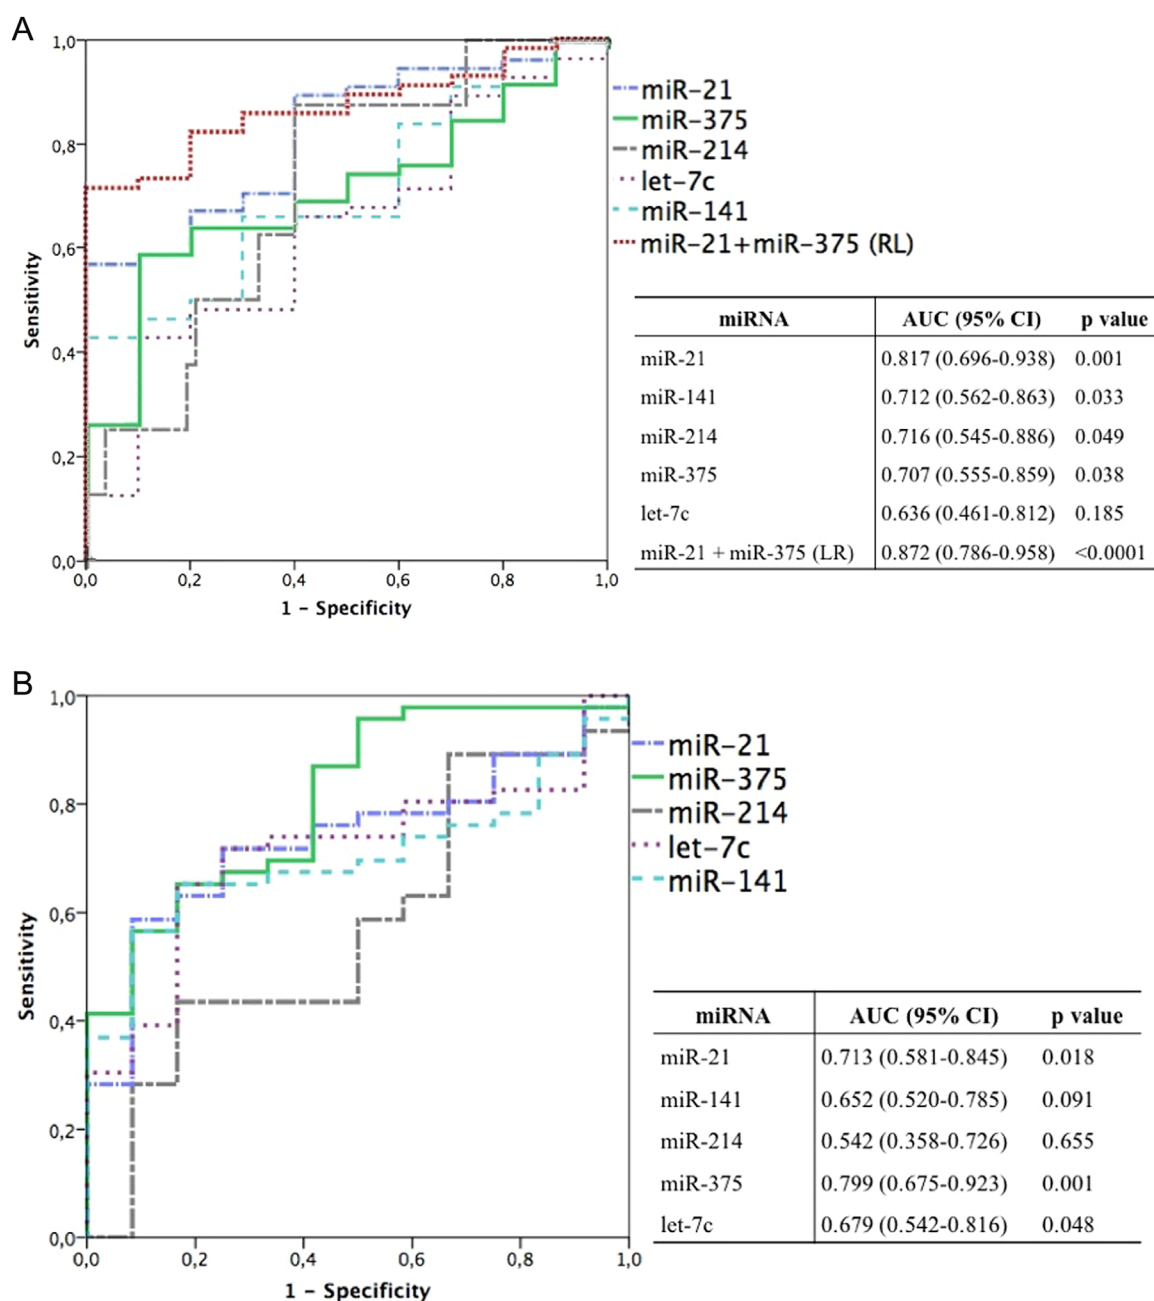 A
1,0
0,8
0,6
0,4
0,2
0,0
Sensitivity
0,0 0,2 0,4 0,6 0,8 1,0
1 - Specificity
miR-21
miR-375
miR-214
let-7c
miR-141
miR-21+miR-375 (RL)
miRNA AUC (95% CI) p value
miR-21 0.817 (0.696-0.938) 0.001
miR-141 0.712 (0.562-0.863) 0.033
miR-214 0.716 (0.545-0.886) 0.049
miR-375 0.707 (0.555-0.859) 0.038
let-7c 0.636 (0.461-0.812) 0.185
miR-21 + miR-375 (LR) 0.872 (0.786-0.958) <0.0001
B
1,0
0,8
0,6
0,4
0,2
0,0
Sensitivity
0,0 0,2 0,4 0,6 0,8 1,0
1 - Specificity
miR-21
miR-375
miR-214
let-7c
miR-141
miRNA AUC (95% CI) p value
miR-21 0.713 (0.581-0.845) 0.018
miR-141 0.652 (0.520-0.785) 0.091
miR-214 0.542 (0.358-0.726) 0.655
miR-375 0.799 (0.675-0.923) 0.001
let-7c 0.679 (0.542-0.816) 0.048